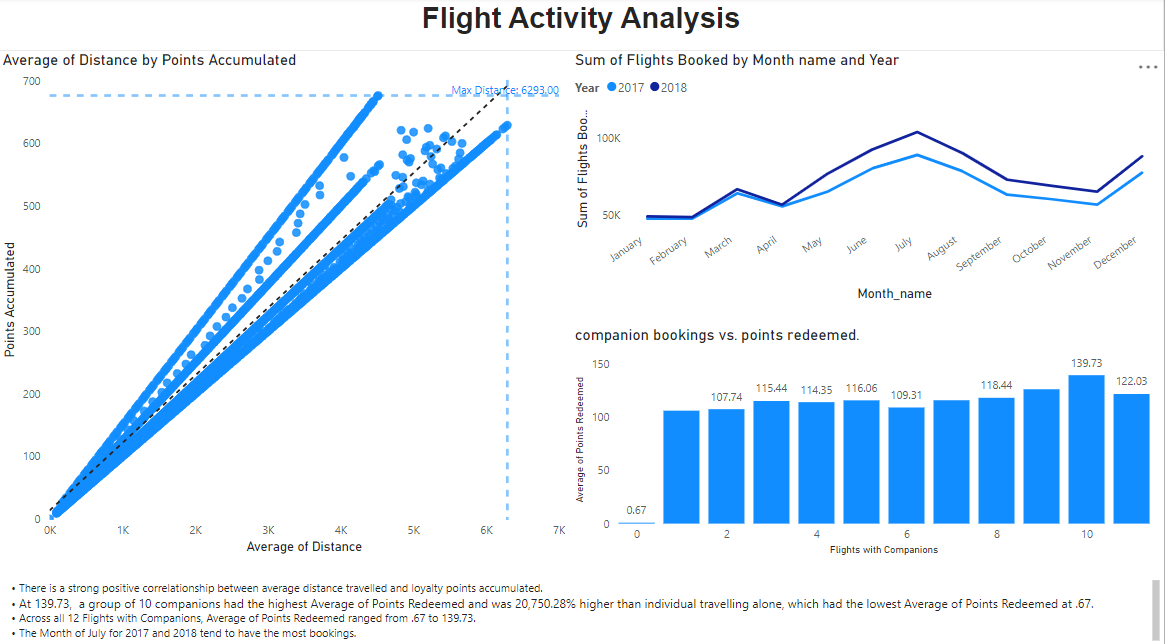 Flight Activity Analysis
Average of Distance by Points Accumulated
Points Accumulated
700
600
500
400
300
200
100
0
Max Distance: 6293.00
0K 1K 2K 3K 4K 5K 6K 7K
Average of Distance
Sum of Flights Booked by Month name and Year
Year 2017 2018
Sum of Flights Boo...
100K
50K
January February March April May June July August September October November December
Month_name
companion bookings vs. points redeemed.
Average of Points Redeemed
150
100
50
0
0.67 107.74 115.44 114.35 116.06 109.31 118.44 139.73 122.03
0 2 4 6 8 10
Flights with Companions
• There is a strong positive correlationship between average distance travelled and loyalty points accumulated.
• At 139.73, a group of 10 companions had the highest Average of Points Redeemed and was 20,750.28% higher than individual travelling alone, which had the lowest Average of Points Redeemed at .67.
• Across all 12 Flights with Companions, Average of Points Redeemed ranged from .67 to 139.73.
• The Month of July for 2017 and 2018 tend to have the most bookings.